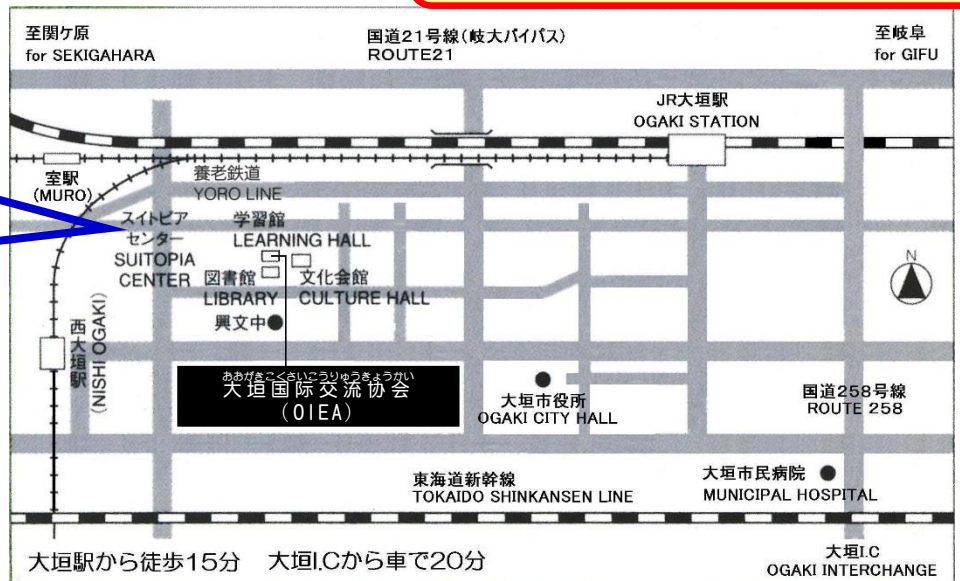 至関ケ原
for SEKIGAHARA
国道21号線(岐大バイパス)
ROUTE21
至岐阜
for GIFU
JR大垣駅
OGAKI STATION
室駅
(MURO)
養老鉄道
YORO LINE
スイトピア
センター
SUITOPIA
CENTER
学習館
LEARNING HALL
図書館
LIBRARY
文化会館
CULTURE HALL
興文中
N
西大垣駅
(NISHI OGAKI)
おおがきこくさいこうりゅうきょうかい
大垣国际交流协会
(OIEA)
大垣市役所
OGAKI CITY HALL
国道258号線
ROUTE 258
東海道新幹線
TOKAIDO SHINKANSEN LINE
大垣市民病院
MUNICIPAL HOSPITAL
大垣駅から徒歩15分 大垣I.Cから車で20分
大垣I.C
OGAKI INTERCHANGE